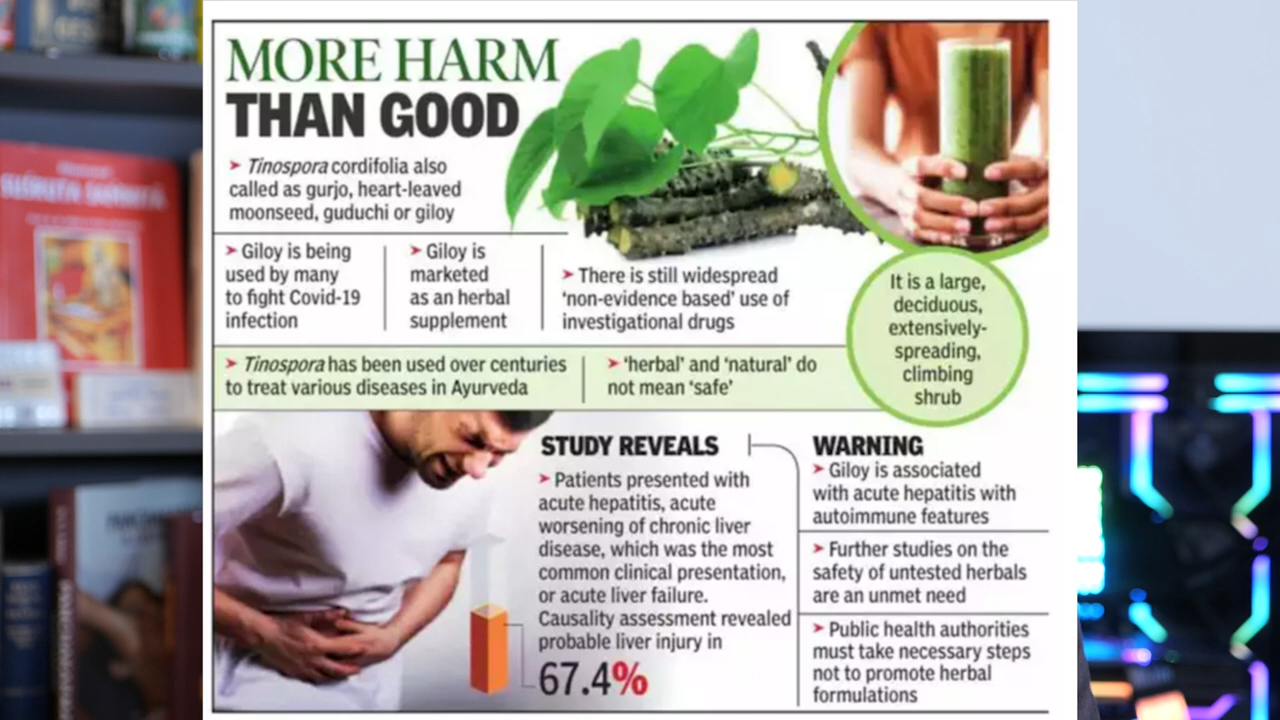 MORE HARM
THAN GOOD
➤ Tinospora cordifolia also
called as gurjo, heart-leaved
moonseed, guduchi or giloy
➤ Giloy is being
used by many
to fight Covid-19
infection
➤ Giloy is
marketed
as an herbal
supplement
➤ There is still widespread
'non-evidence based' use of
investigational drugs
It is a large,
deciduous,
extensively-
spreading,
climbing
shrub
➤ Tinospora has been used over centuries
to treat various diseases in Ayurveda
➤ 'herbal' and 'natural' do
not mean 'safe'
STUDY REVEALS
➤ Patients presented with
acute hepatitis, acute
worsening of chronic liver
disease, which was the most
common clinical presentation,
or acute liver failure.
Causality assessment revealed
probable liver injury in
67.4%
WARNING
➤ Giloy is associated
with acute hepatitis with
autoimmune features
➤ Further studies on the
safety of untested herbals
are an unmet need
➤ Public health authorities
must take necessary steps
not to promote herbal
formulations